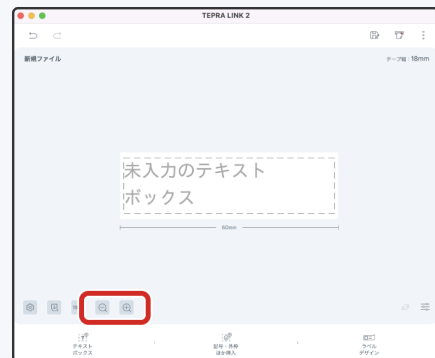 TEPRA LINK 2
新規ファイル
テープ幅 : 18mm
未入力のテキスト
ボックス
60mm
テキスト
ボックス
記号・外枠
ほか挿入
ラベル
デザイン